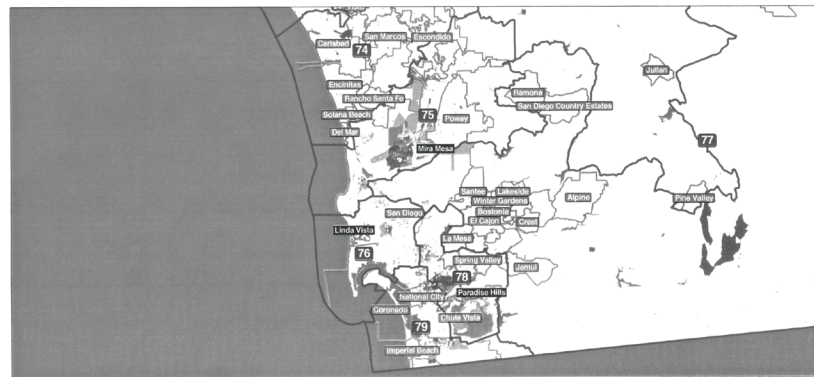 Carlsbad
San Marcos
Escondido
74
Julian
Encinitas
Rancho Santa Fe
Ramona
San Diego Country Estates
Solana Beach
75
Poway
Del Mar
Mira Mesa
77
Santee
Lakeside
Winter Gardens
Alpine
Pine Valley
San Diego
Bostonia
El Cajon
Crest
Linda Vista
La Mesa
76
Spring Valley
Jamul
78
National City
Paradise Hills
Coronado
Chula Vista
79
Imperial Beach